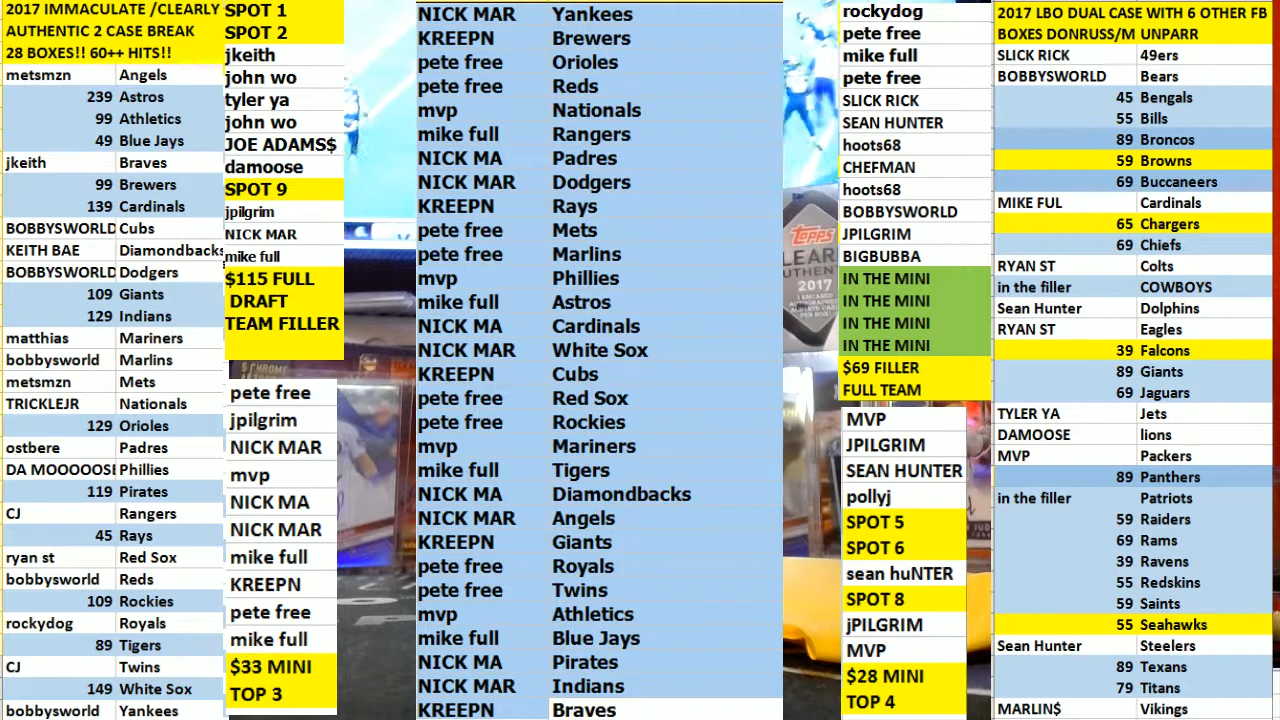 2017 IMMACULATE /CLEARLY
AUTHENTIC 2 CASE BREAK
28 BOXES!! 60++ HITS!!
metsmzn Angels
239 Astros
99 Athletics
49 Blue Jays
jkeith Braves
99 Brewers
139 Cardinals
BOBBYSWORLD Cubs
KEITH BAE Diamondbacks
BOBBYSWORLD Dodgers
109 Giants
129 Indians
matthias Mariners
bobbysworld Marlins
metsmzn Mets
TRICKLEJR Nationals
129 Orioles
ostbere Padres
DA MOOOOOSE Phillies
119 Pirates
CJ Rangers
45 Rays
ryan st Red Sox
bobbysworld Reds
109 Rockies
rockydog Royals
89 Tigers
CJ Twins
149 White Sox
bobbysworld Yankees
SPOT 1
SPOT 2
jkeith
john wo
tyler ya
john wo
JOE ADAMS$
damoose
SPOT 9
jpilgrim
NICK MAR
mike full
$115 FULL
DRAFT
TEAM FILLER
pete free
jpilgrim
NICK MAR
mvp
NICK MA
NICK MAR
mike full
KREEPN
pete free
mike full
$33 MINI
TOP 3
NICK MAR Yankees
KREEPN Brewers
pete free Orioles
pete free Reds
mvp Nationals
mike full Rangers
NICK MA Padres
NICK MAR Dodgers
KREEPN Rays
pete free Mets
pete free Marlins
mvp Phillies
mike full Astros
NICK MA Cardinals
NICK MAR White Sox
KREEPN Cubs
pete free Red Sox
pete free Rockies
mvp Mariners
mike full Tigers
NICK MA Diamondbacks
NICK MAR Angels
KREEPN Giants
pete free Royals
pete free Twins
mvp Athletics
mike full Blue Jays
NICK MA Pirates
NICK MAR Indians
KREEPN Braves
topps
2017
rockydog
pete free
mike full
pete free
SLICK RICK
SEAN HUNTER
hoots68
CHEFMAN
hoots68
BOBBYSWORLD
JPILGRIM
BIGBUBBA
IN THE MINI
IN THE MINI
IN THE MINI
IN THE MINI
$69 FILLER
FULL TEAM
MVP
JPILGRIM
SEAN HUNTER
pollyj
SPOT 5
SPOT 6
sean huNTER
SPOT 8
jPILGRIM
MVP
$28 MINI
TOP 4
2017 LBO DUAL CASE WITH 6 OTHER FB
BOXES DONRUSS/M UNPARR
SLICK RICK 49ers
BOBBYSWORLD Bears
45 Bengals
55 Bills
89 Broncos
59 Browns
69 Buccaneers
MIKE FUL Cardinals
65 Chargers
69 Chiefs
RYAN ST Colts
in the filler COWBOYS
Sean Hunter Dolphins
RYAN ST Eagles
39 Falcons
89 Giants
69 Jaguars
TYLER YA Jets
DAMOOSE lions
MVP Packers
89 Panthers
in the filler Patriots
59 Raiders
69 Rams
39 Ravens
55 Redskins
59 Saints
55 Seahawks
Sean Hunter Steelers
89 Texans
79 Titans
MARLIN$ Vikings